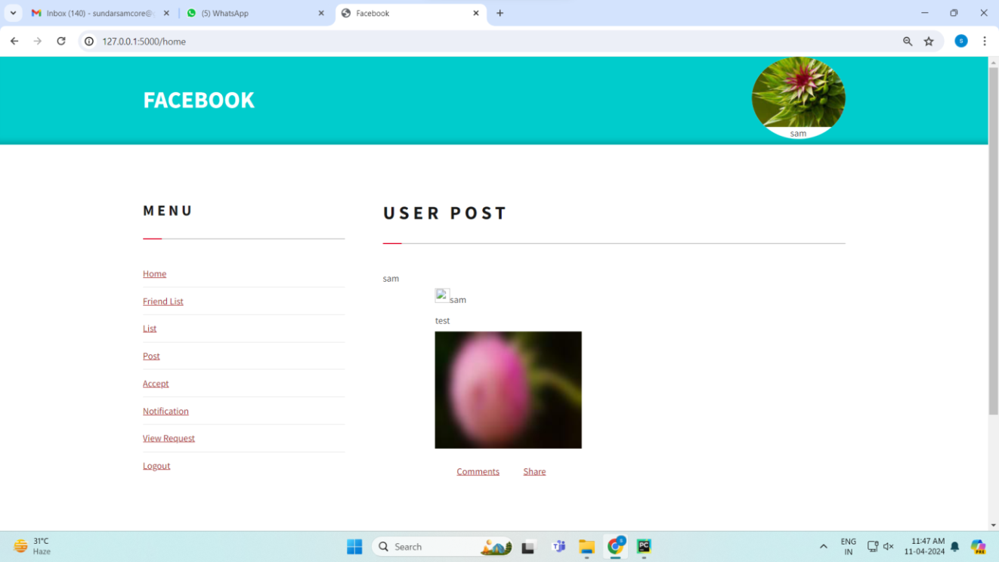 Inbox (140) - sundarsamcore@
(5) WhatsApp
Facebook
127.0.0.1:5000/home
S
FACEBOOK
sam
MENU
Home
Friend List
List
Post
Accept
Notification
View Request
Logout
USER POST
sam
sam
test
Comments
Share
31°C
Haze
Search
ENG
IN
11:47 AM
11-04-2024
PC
PRE